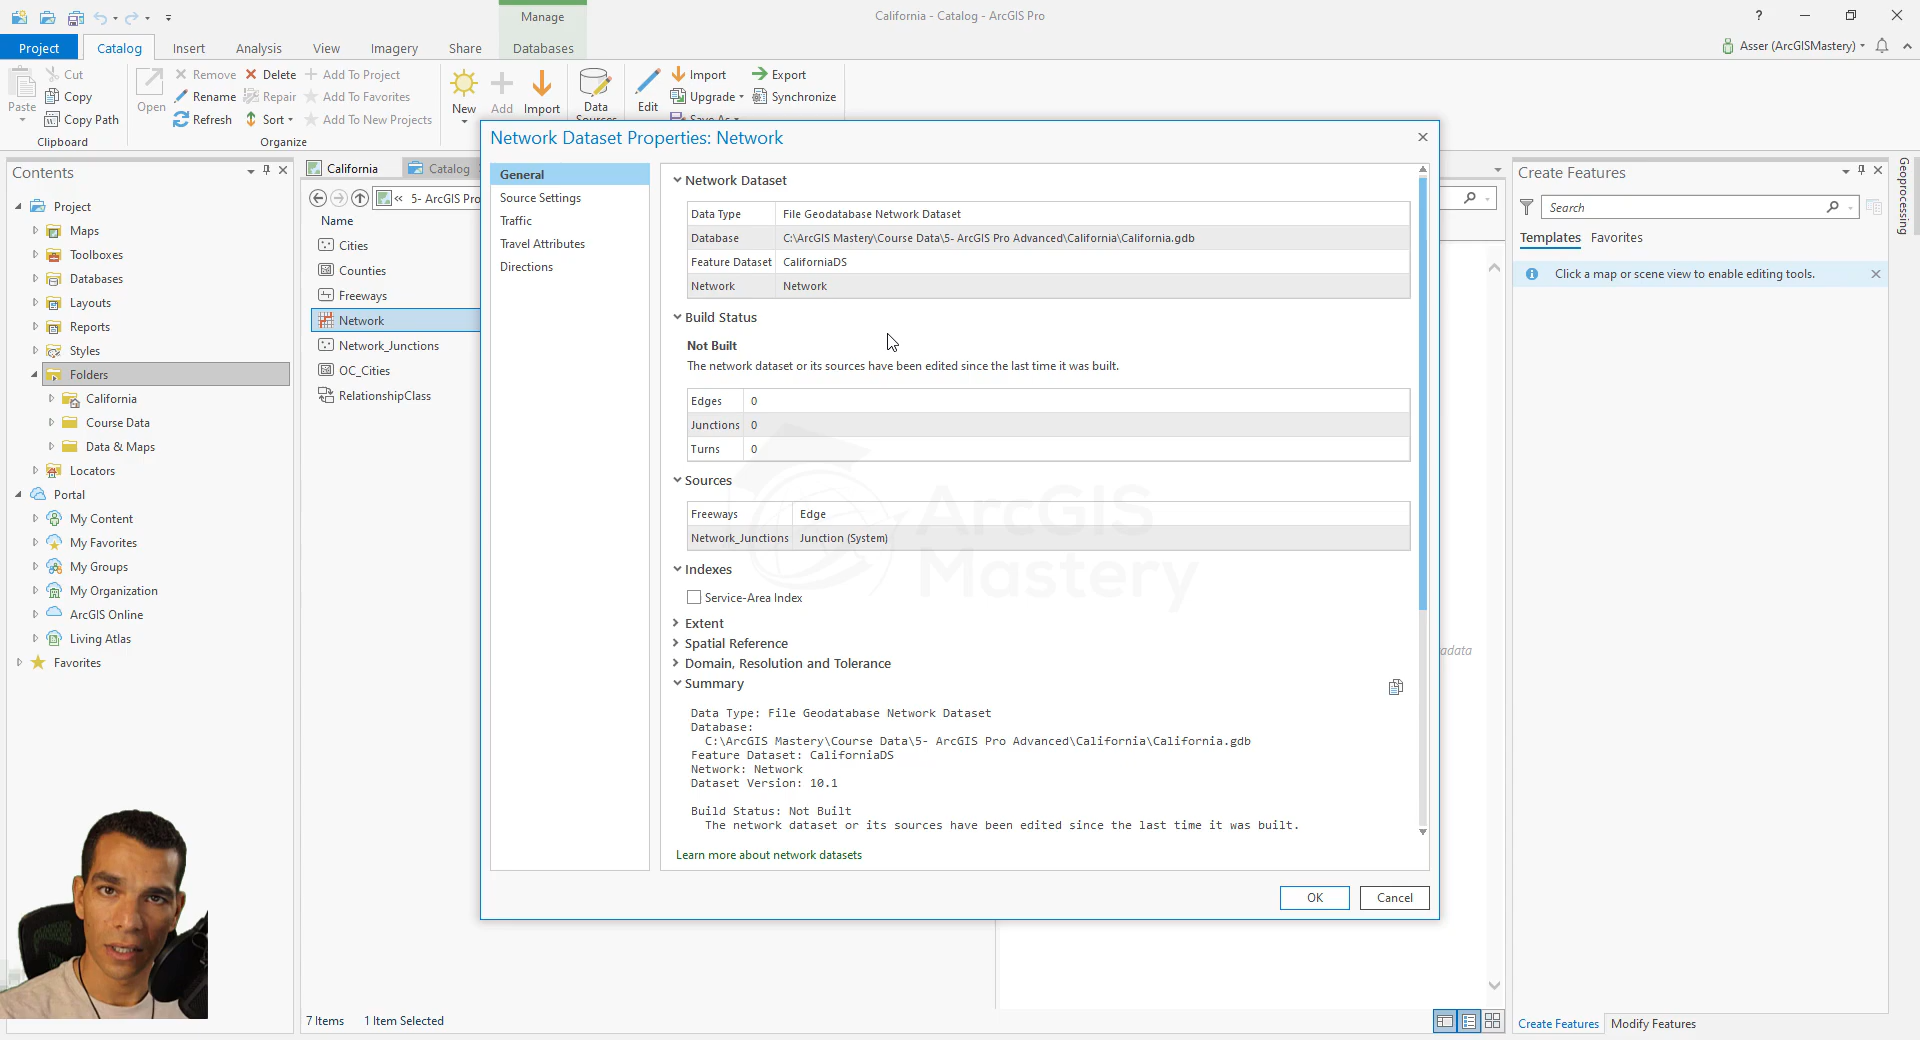 California - Catalog - ArcGIS Pro
Manage
Project
Catalog
Insert
Analysis
View
Imagery
Share
Databases
Asser (ArcGISMastery)
Paste
Cut
Copy
Copy Path
Clipboard
Open
Remove
Delete
Add To Project
Rename
Repair
Add To Favorites
Refresh
Sort
Add To New Projects
Organize
New
Add
Import
Data
Sources
Edit
Import
Export
Upgrade
Synchronize
Save As
Contents
Project
Maps
Toolboxes
Databases
Layouts
Reports
Styles
Folders
California
Course Data
Data & Maps
Locators
Portal
My Content
My Favorites
My Groups
My Organization
ArcGIS Online
Living Atlas
Favorites
California
Catalog
« 5- ArcGIS Pro
Name
Cities
Counties
Freeways
Network
Network_Junctions
OC_Cities
RelationshipClass
Network Dataset Properties: Network
General
Source Settings
Traffic
Travel Attributes
Directions
Network Dataset
Data Type File Geodatabase Network Dataset
Database C:\ArcGIS Mastery\Course Data\5- ArcGIS Pro Advanced\California\California.gdb
Feature Dataset CaliforniaDS
Network Network
Build Status
Not Built
The network dataset or its sources have been edited since the last time it was built.
Edges 0
Junctions 0
Turns 0
Sources
Freeways Edge
Network_Junctions Junction (System)
Indexes
Service-Area Index
Extent
Spatial Reference
Domain, Resolution and Tolerance
Summary
Data Type: File Geodatabase Network Dataset
Database:
C:\ArcGIS Mastery\Course Data\5- ArcGIS Pro Advanced\California\California.gdb
Feature Dataset: CaliforniaDS
Network: Network
Dataset Version: 10.1
Build Status: Not Built
The network dataset or its sources have been edited since the last time it was built.
Learn more about network datasets
OK
Cancel
ArcGIS
Mastery
adata
Create Features
Search
Templates
Favorites
Click a map or scene view to enable editing tools.
Geoprocessing
7 Items
1 Item Selected
Create Features
Modify Features